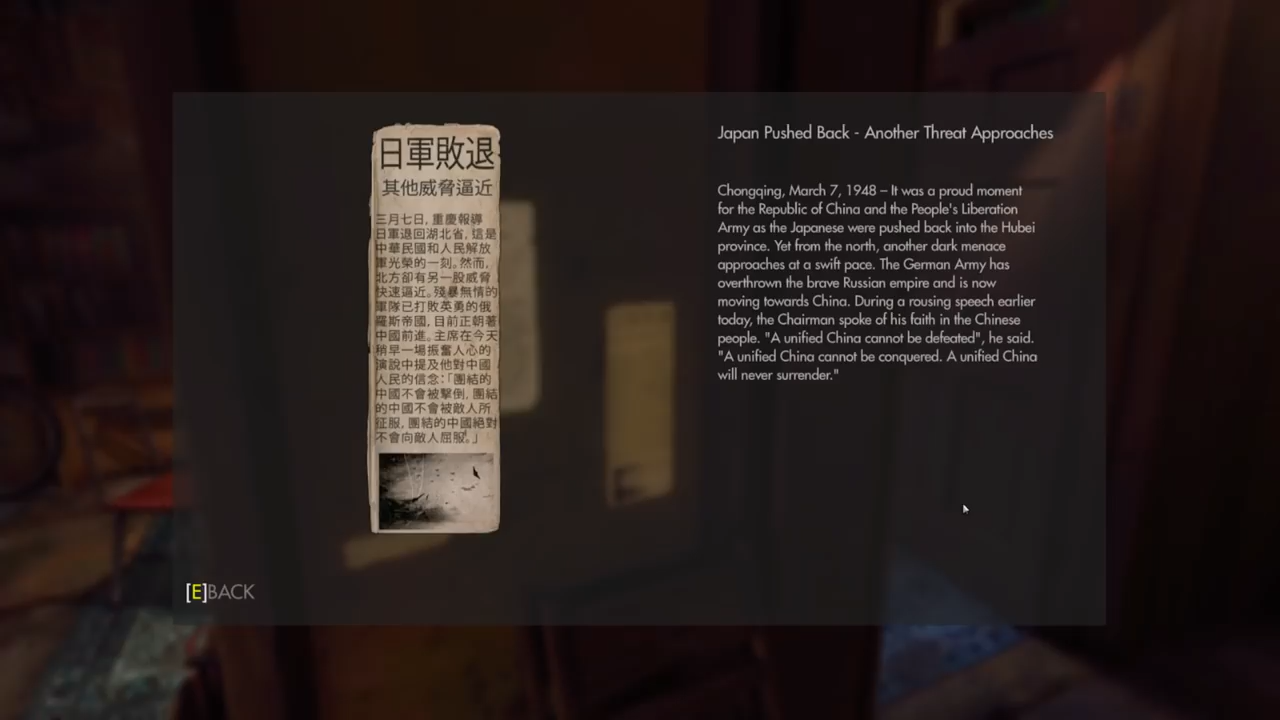 日軍敗退
其他威脅逼近
三月七日, 重慶報導
日軍退回湖北省, 這是
中華民國和人民解放
軍光榮的一刻。然而,
北方卻有另一股威脅
快速逼近。殘暴無情的
軍隊已打敗英勇的俄
羅斯帝國, 目前正朝著
中國前進。主席在今天
稍早一場振奮人心的
演說中提及他對中國
人民的信念：「團結的
中國不會被擊倒, 團結
的中國不會被敵人所
征服, 團結的中國絕對
不會向敵人屈服。」
Japan Pushed Back - Another Threat Approaches
Chongqing, March 7, 1948 – It was a proud moment
for the Republic of China and the People's Liberation
Army as the Japanese were pushed back into the Hubei
province. Yet from the north, another dark menace
approaches at a swift pace. The German Army has
overthrown the brave Russian empire and is now
moving towards China. During a rousing speech earlier
today, the Chairman spoke of his faith in the Chinese
people. "A unified China cannot be defeated", he said.
"A unified China cannot be conquered. A unified China
will never surrender."
[E]BACK